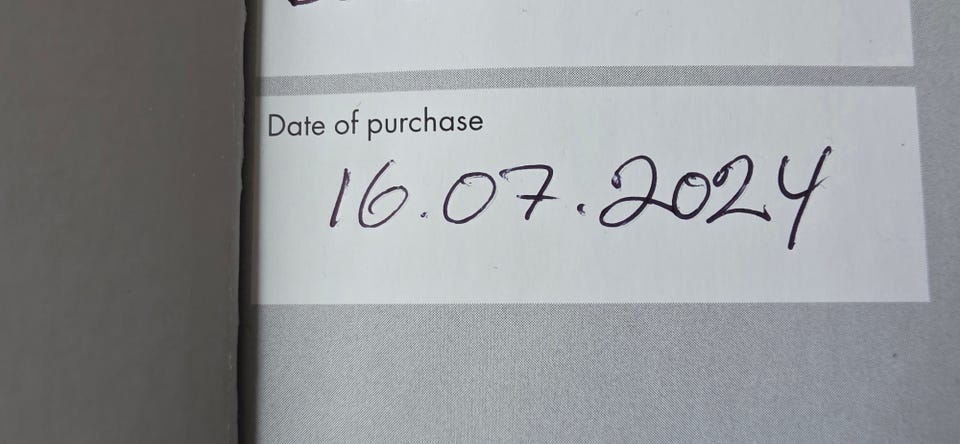 Date of purchase
16.07.2024